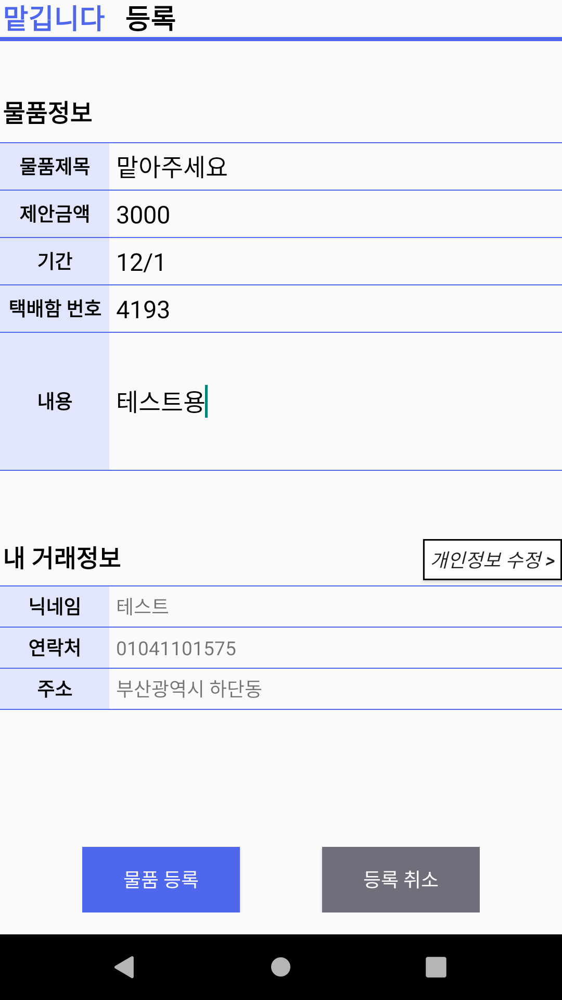 맡깁니다 등록
물품정보
물품제목 맡아주세요
제안금액 3000
기간 12/1
택배함 번호 4193
내용 테스트용
내 거래정보 개인정보 수정 >
닉네임 테스트
연락처 01041101575
주소 부산광역시 하단동
물품 등록 등록 취소